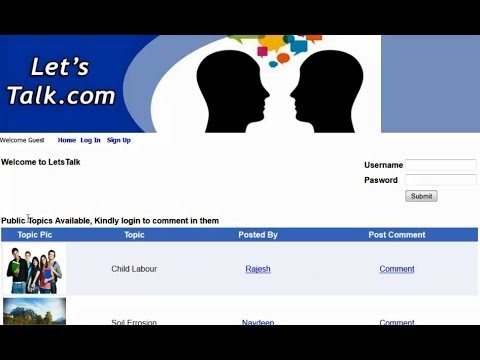 Let's
Talk.com
Welcome Guest Home Log In Sign Up
Welcome to LetsTalk
Username
Pasword
Submit
Public Topics Available, Kindly login to comment in them
Topic Pic Topic Posted By Post Comment
Child Labour Rajesh Comment
Soil Errosion Navdeep Comment